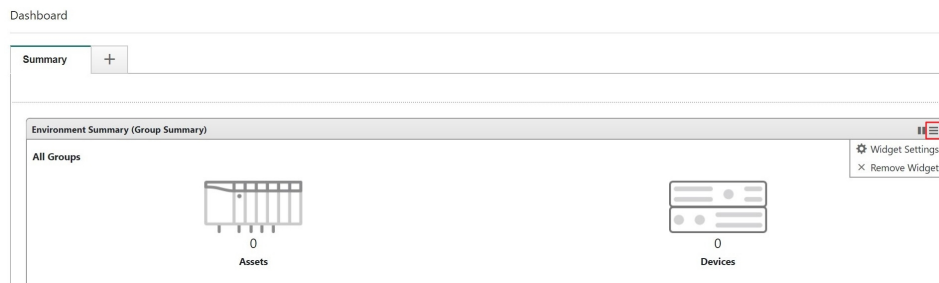 Dashboard
Summary
Environment Summary (Group Summary)
Widget Settings
Remove Widget
All Groups
0
0
Assets
Devices